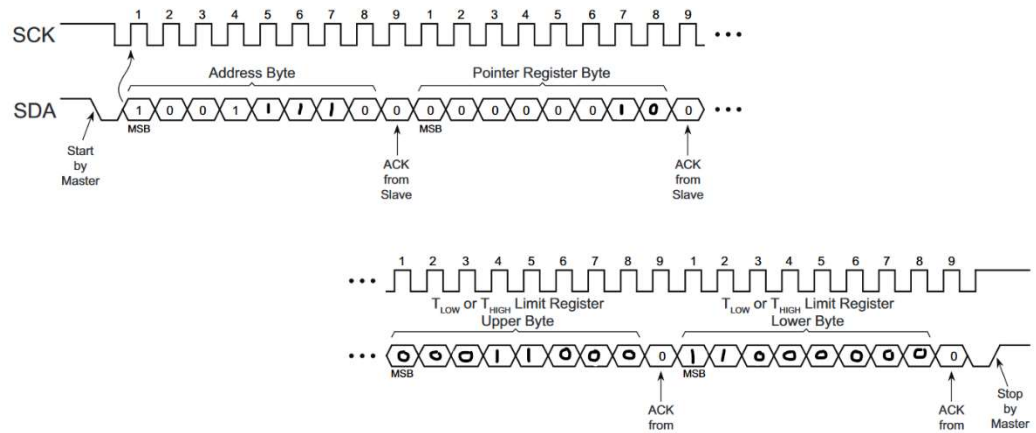 1 2 3 4 5 6 7 8 9 1 2 3 4 5 6 7 8 9
SCK
Address Byte Pointer Register Byte
SDA 1 0 0 1 1 1 1 0 0 0 0 0 0 0 0 1 0 0
MSB MSB
Start
by
Master
ACK
from
Slave
ACK
from
Slave
1 2 3 4 5 6 7 8 9 1 2 3 4 5 6 7 8 9
TLOW or THIGH Limit Register TLOW or THIGH Limit Register
Upper Byte Lower Byte
0 0 0 1 1 0 0 0 0 1 1 0 0 0 0 0 0 0
MSB MSB
ACK
from
ACK
from
Stop
by
Master